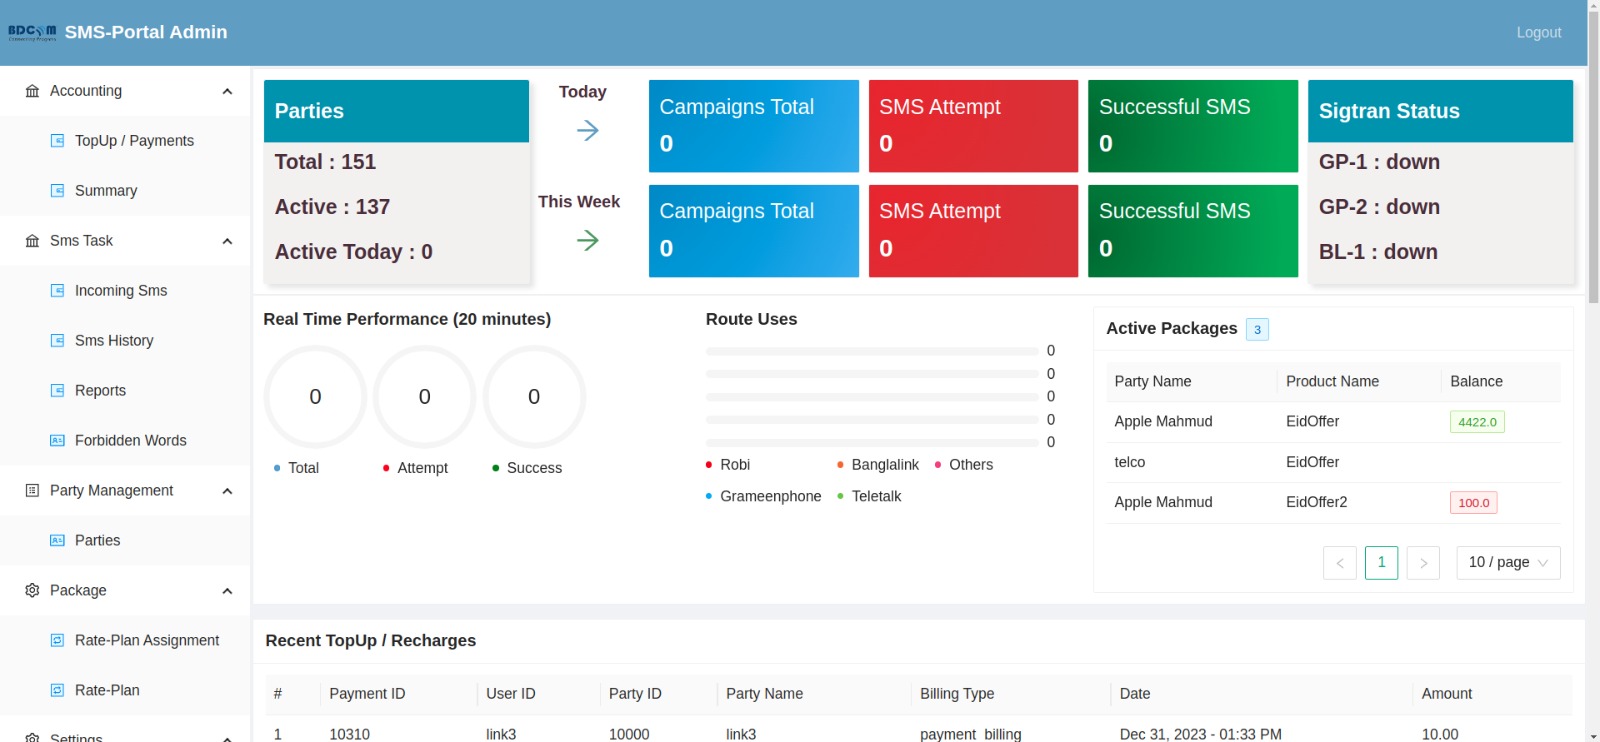 BDCOM SMS-Portal Admin
Logout
Accounting
TopUp / Payments
Summary
Sms Task
Incoming Sms
Sms History
Reports
Forbidden Words
Party Management
Parties
Package
Rate-Plan Assignment
Rate-Plan
Settings
Parties
Total : 151
Active : 137
Active Today : 0
Today
This Week
Campaigns Total
0
SMS Attempt
0
Successful SMS
0
Campaigns Total
0
SMS Attempt
0
Successful SMS
0
Sigtran Status
GP-1 : down
GP-2 : down
BL-1 : down
Real Time Performance (20 minutes)
0 0 0
Total Attempt Success
Route Uses
0
0
0
0
0
Robi Banglalink Others
Grameenphone Teletalk
Active Packages 3
Party Name Product Name Balance
Apple Mahmud EidOffer 4422.0
telco EidOffer
Apple Mahmud EidOffer2 100.0
< 1 > 10 / page
Recent TopUp / Recharges
# Payment ID User ID Party ID Party Name Billing Type Date Amount
1 10310 link3 10000 link3 payment_billing Dec 31, 2023 - 01:33 PM 10.00